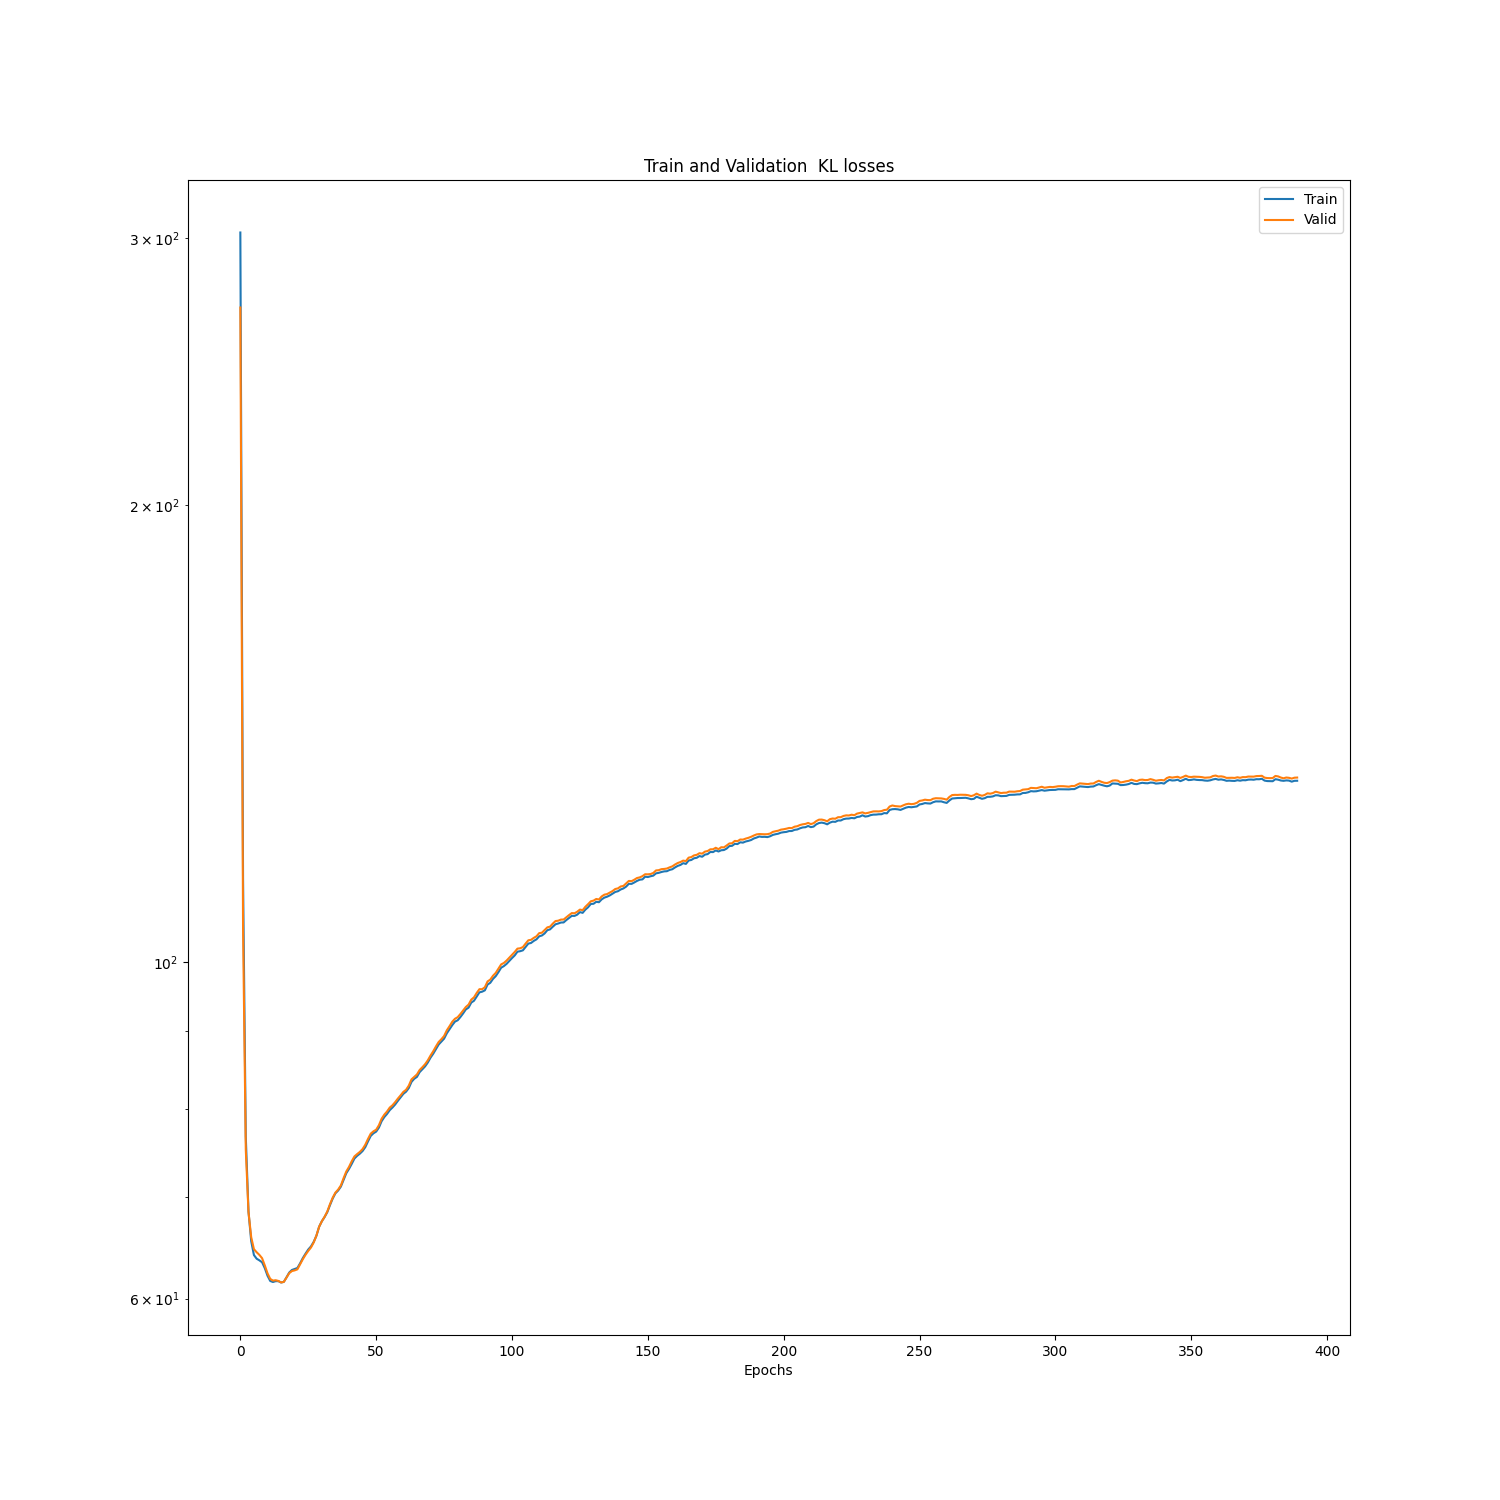 Train and Validation  KL losses
Train
Valid
3 × 10²
2 × 10²
10²
6 × 10¹
0 50 100 150 200 250 300 350 400
Epochs